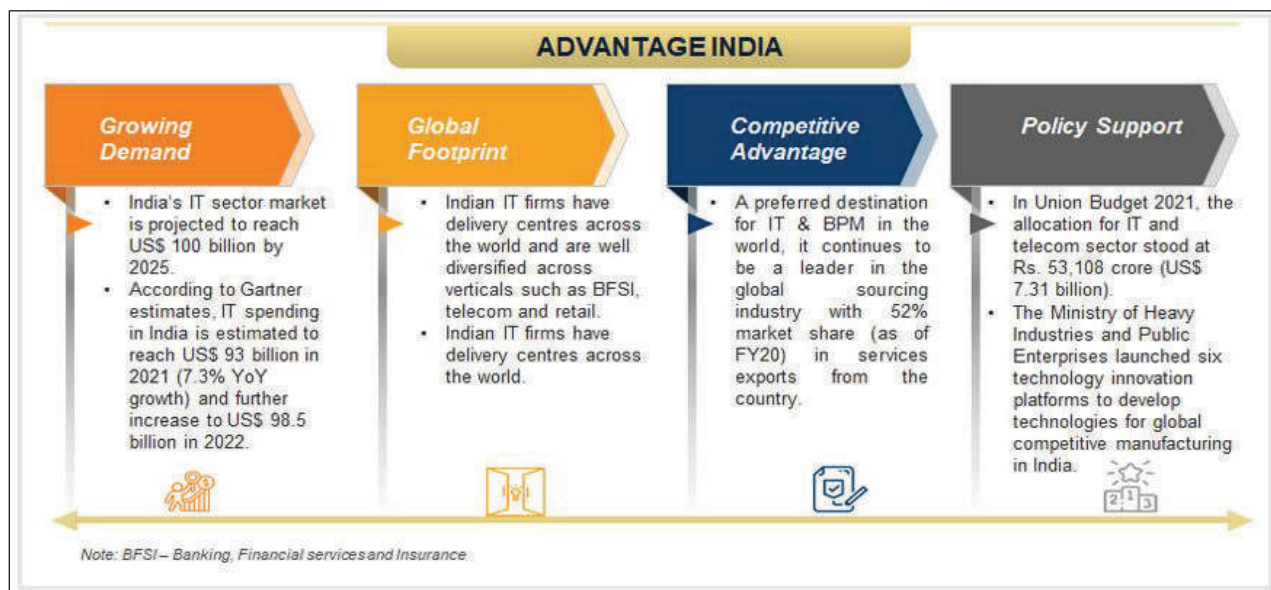 ADVANTAGE INDIA
Growing
Demand
• India's IT sector market
is projected to reach
US$ 100 billion by
2025.
• According to Gartner
estimates, IT spending
in India is estimated to
reach US$ 93 billion in
2021 (7.3% YoY
growth) and further
increase to US$ 98.5
billion in 2022.
Global
Footprint
• Indian IT firms have
delivery centres across
the world and are well
diversified across
verticals such as BFSI,
telecom and retail.
• Indian IT firms have
delivery centres across
the world.
Competitive
Advantage
• A preferred destination
for IT & BPM in the
world, it continues to
be a leader in the
global sourcing
industry with 52%
market share (as of
FY20) in services
exports from the
country.
Policy Support
• In Union Budget 2021, the
allocation for IT and
telecom sector stood at
Rs. 53,108 crore (US$
7.31 billion).
• The Ministry of Heavy
Industries and Public
Enterprises launched six
technology innovation
platforms to develop
technologies for global
competitive manufacturing
in India.
2 1 3
Note: BFSI – Banking, Financial services and Insurance